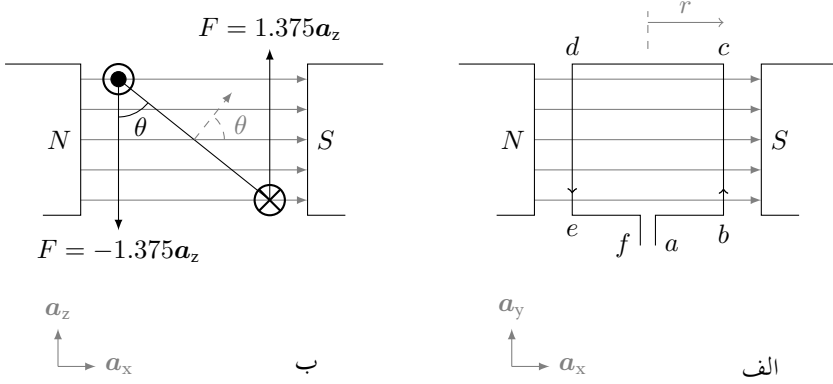 F = 1.375a_z
N
S
θ
θ
F = −1.375a_z
a_z
a_x
ب
r
d
c
N
S
e
f
a
b
a_y
a_x
الف